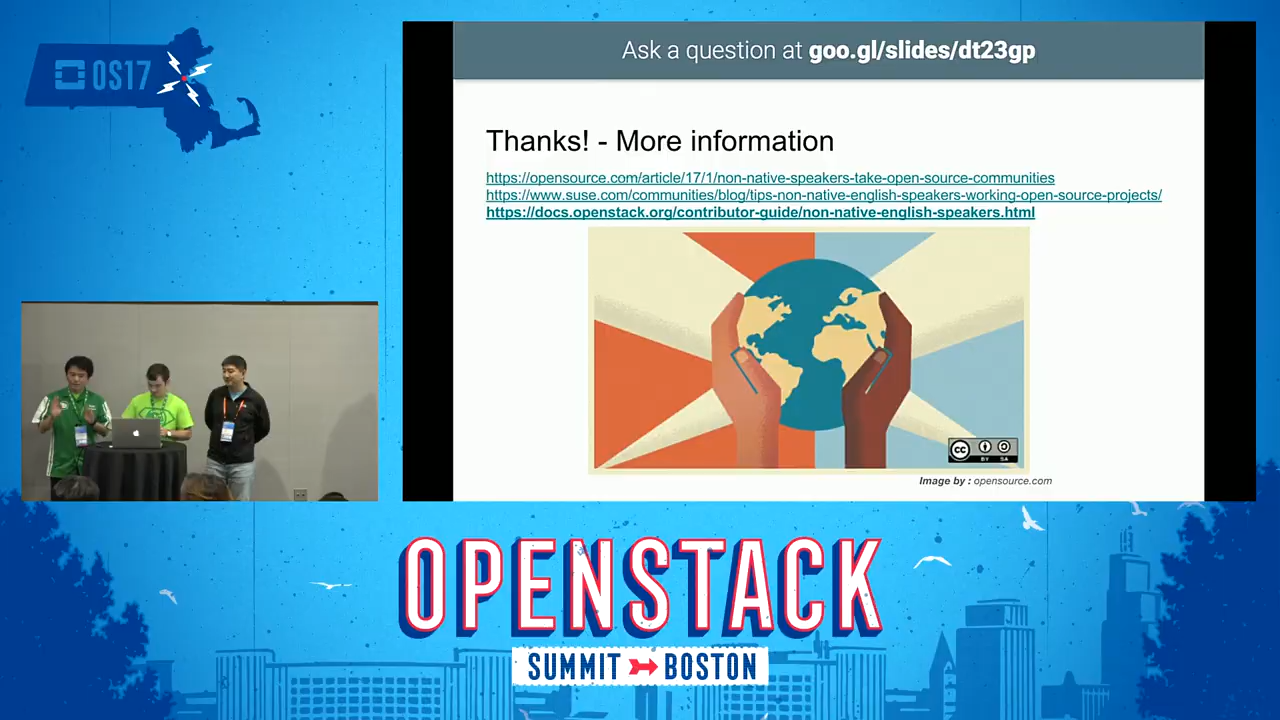 OS17
Ask a question at goo.gl/slides/dt23gp
Thanks! - More information
https://opensource.com/article/17/1/non-native-speakers-take-open-source-communities
https://www.suse.com/communities/blog/tips-non-native-english-speakers-working-open-source-projects/
https://docs.openstack.org/contributor-guide/non-native-english-speakers.html
cc
BY SA
Image by : opensource.com
OPENSTACK
SUMMIT BOSTON